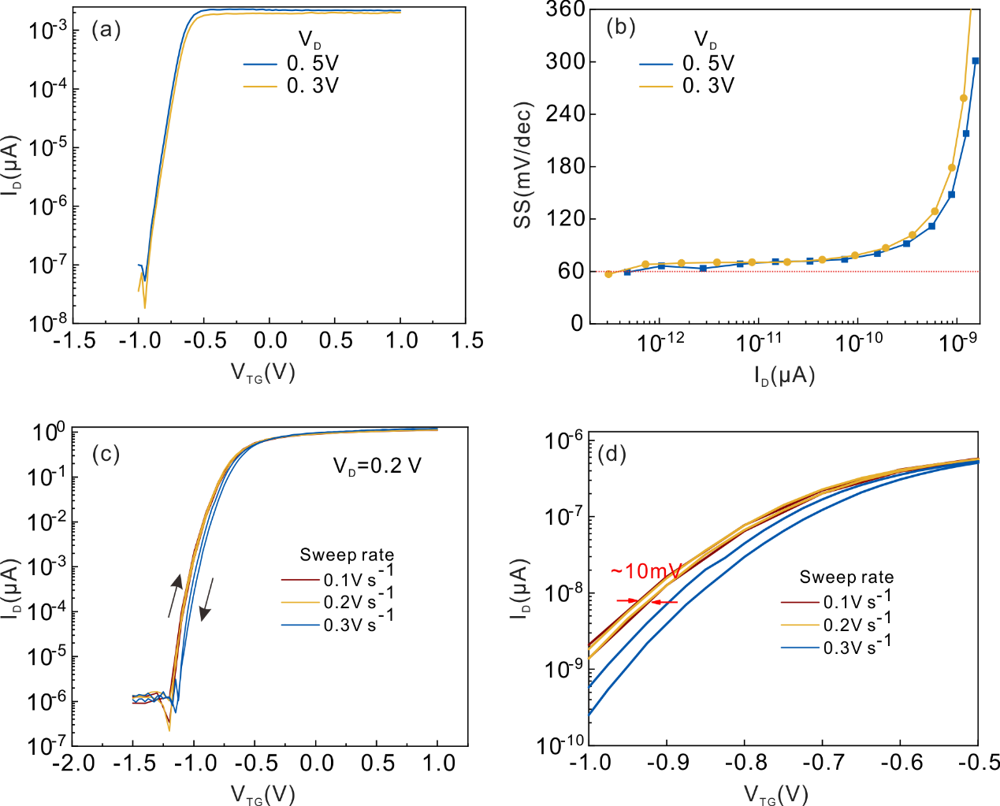 (a)
V_D
0. 5V
0. 3V
10⁻³
10⁻⁴
10⁻⁵
10⁻⁶
10⁻⁷
10⁻⁸
I_D(μA)
-1.5 -1.0 -0.5 0.0 0.5 1.0 1.5
V_TG(V)
(b)
V_D
0. 5V
0. 3V
360
300
240
180
120
60
0
SS(mV/dec)
10⁻¹² 10⁻¹¹ 10⁻¹⁰ 10⁻⁹
I_D(μA)
(c)
V_D=0.2 V
Sweep rate
0.1V s⁻¹
0.2V s⁻¹
0.3V s⁻¹
10⁰
10⁻¹
10⁻²
10⁻³
10⁻⁴
10⁻⁵
10⁻⁶
10⁻⁷
I_D(μA)
-2.0 -1.5 -1.0 -0.5 0.0 0.5 1.0
V_TG(V)
(d)
~10mV
Sweep rate
0.1V s⁻¹
0.2V s⁻¹
0.3V s⁻¹
10⁻⁶
10⁻⁷
10⁻⁸
10⁻⁹
10⁻¹⁰
I_D(μA)
-1.0 -0.9 -0.8 -0.7 -0.6 -0.5
V_TG(V)